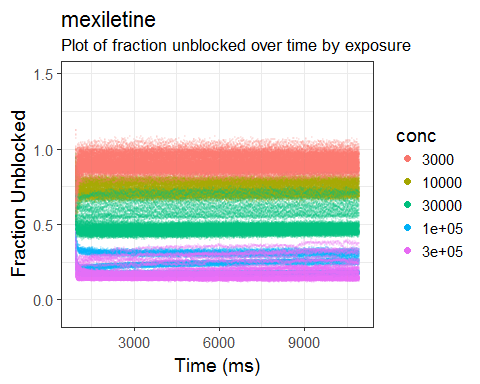 mexiletine
Plot of fraction unblocked over time by exposure
Fraction Unblocked
1.5
1.0
0.5
0.0
3000 6000 9000
Time (ms)
conc
3000
10000
30000
1e+05
3e+05